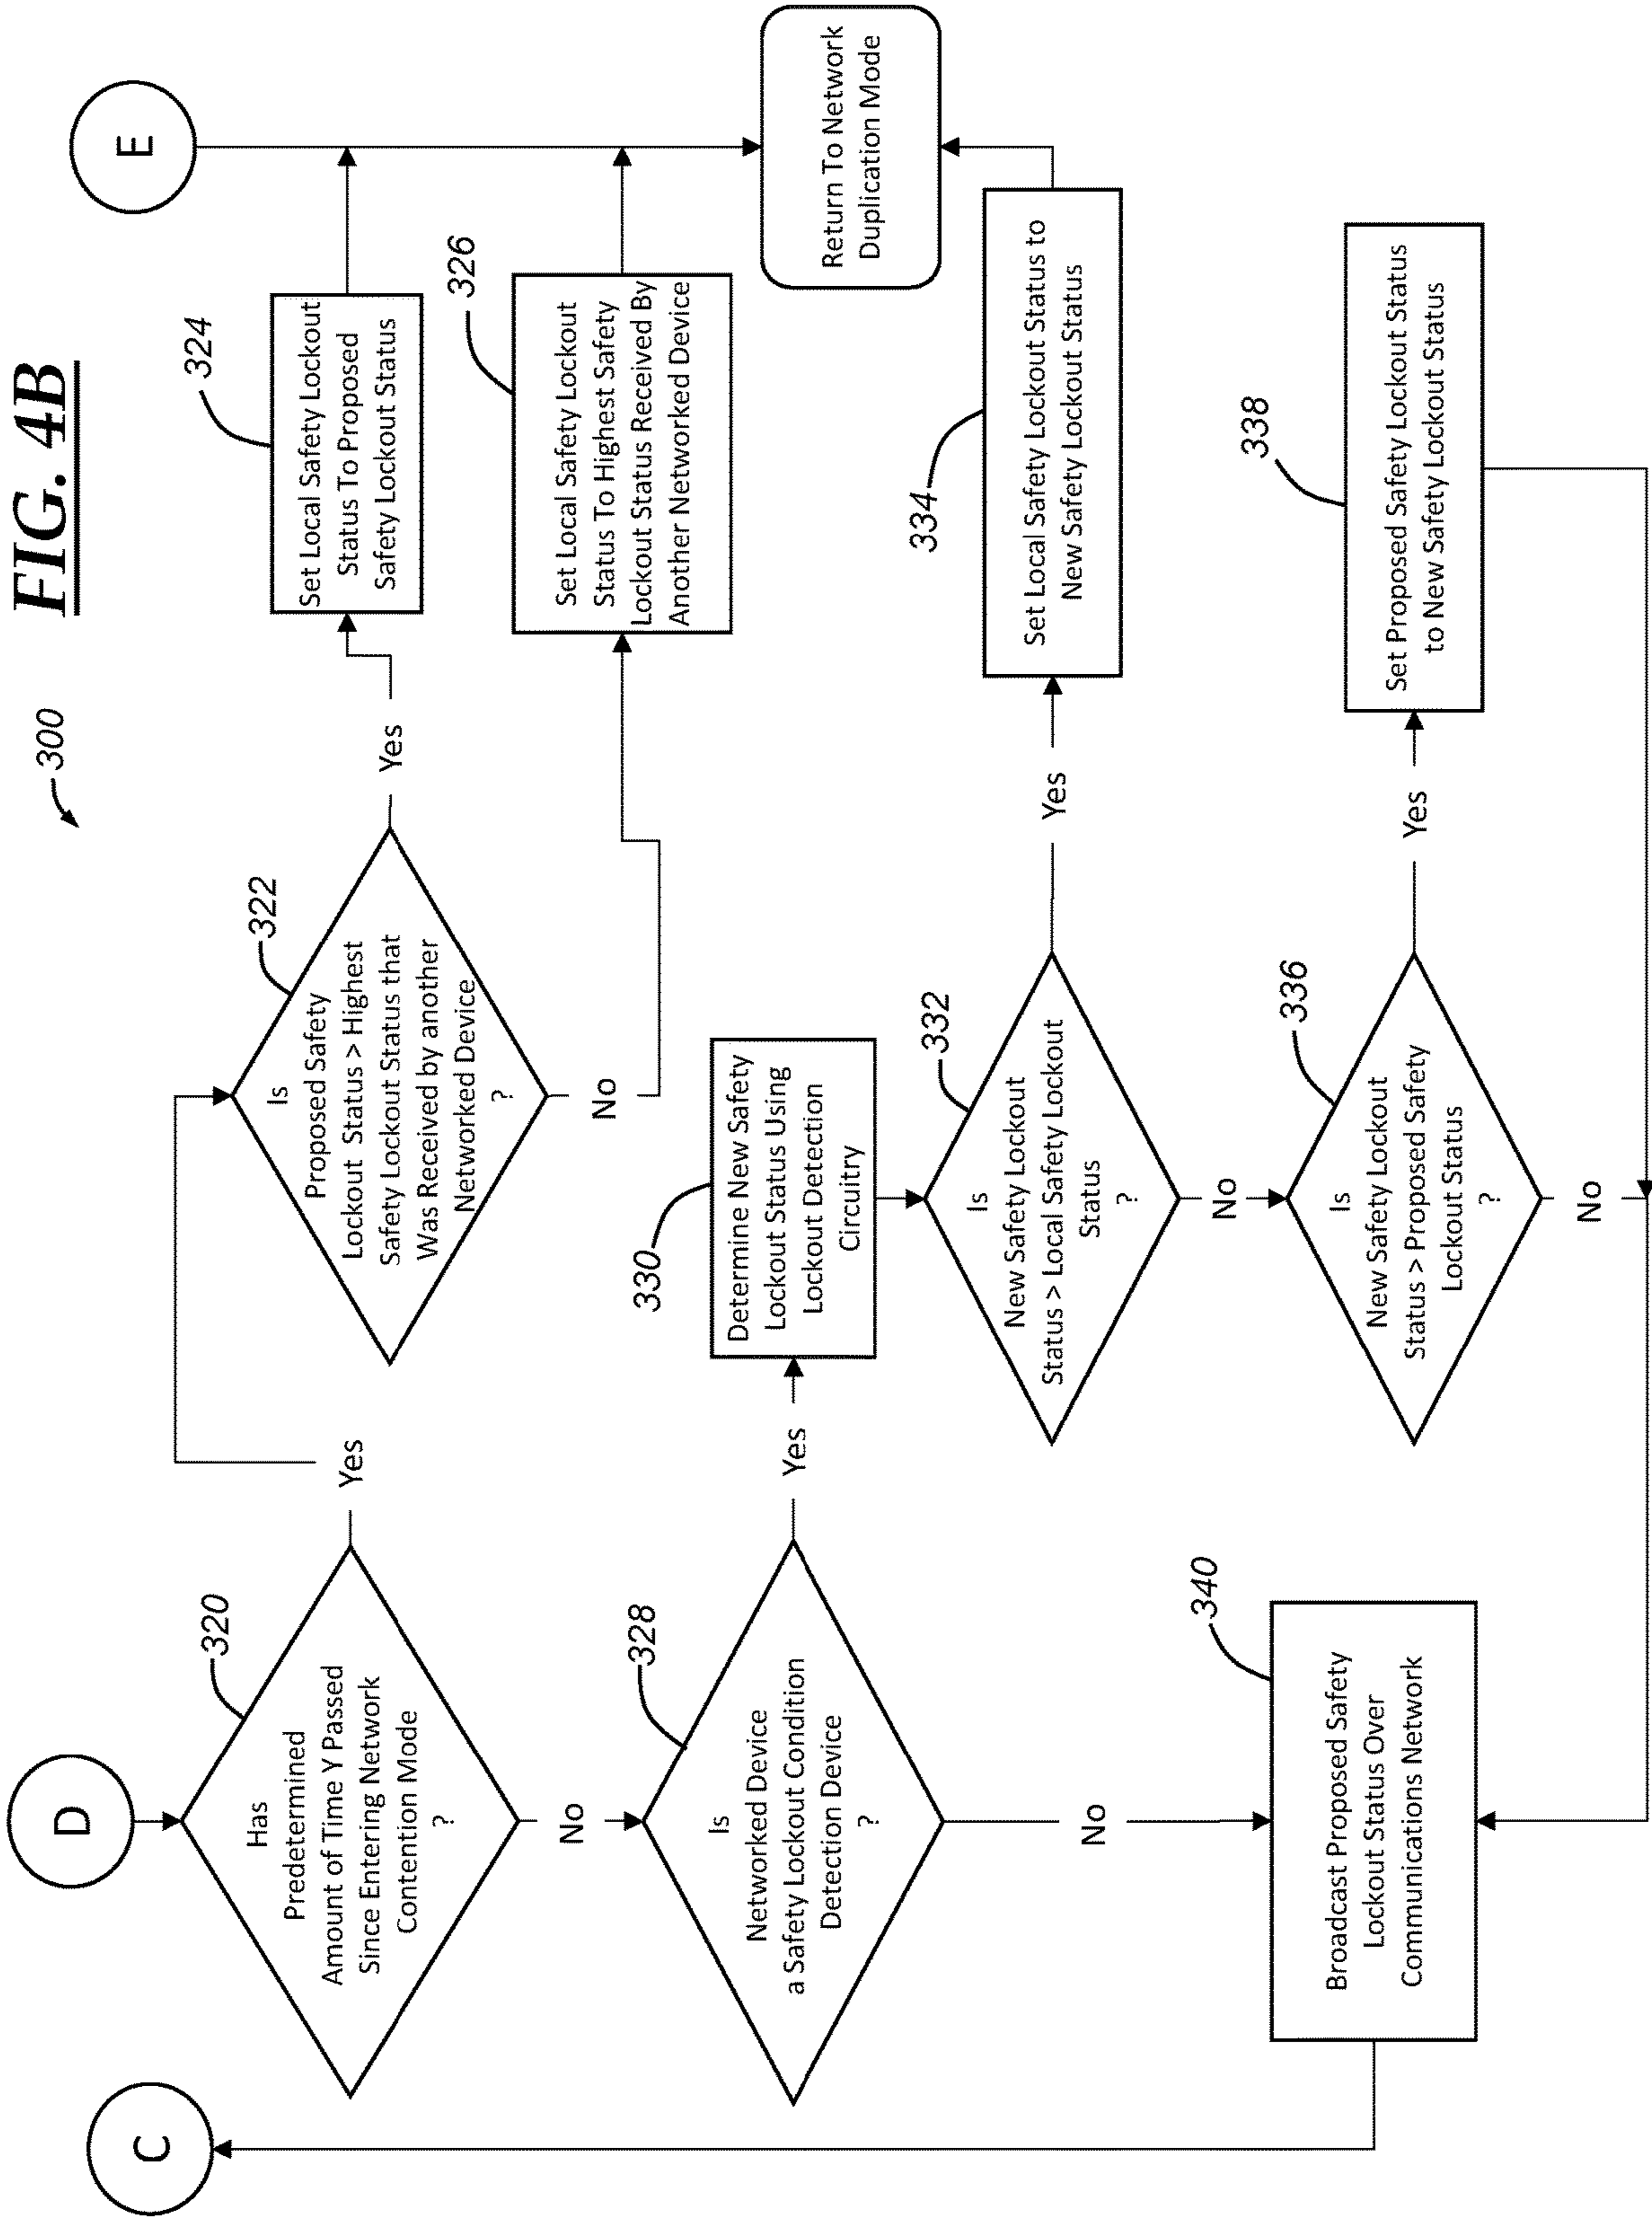 FIG. 4B
300
D
320
Has
Predetermined
Amount of Time Y Passed
Since Entering Network
Contention Mode
?
Yes
No
322
Is
Proposed Safety
Lockout Status > Highest
Safety Lockout Status that
Was Received by another
Networked Device
?
Yes
No
324
Set Local Safety Lockout
Status To Proposed
Safety Lockout Status
E
326
Set Local Safety Lockout
Status To Highest Safety
Lockout Status Received By
Another Networked Device
Return To Network
Duplication Mode
328
Is
Networked Device
a Safety Lockout Condition
Detection Device
?
Yes
No
330
Determine New Safety
Lockout Status Using
Lockout Detection
Circuitry
332
Is
New Safety Lockout
Status > Local Safety Lockout
Status
?
Yes
No
334
Set Local Safety Lockout Status to
New Safety Lockout Status
336
Is
New Safety Lockout
Status > Proposed Safety
Lockout Status
?
Yes
No
338
Set Proposed Safety Lockout Status
to New Safety Lockout Status
340
Broadcast Proposed Safety
Lockout Status Over
Communications Network
C